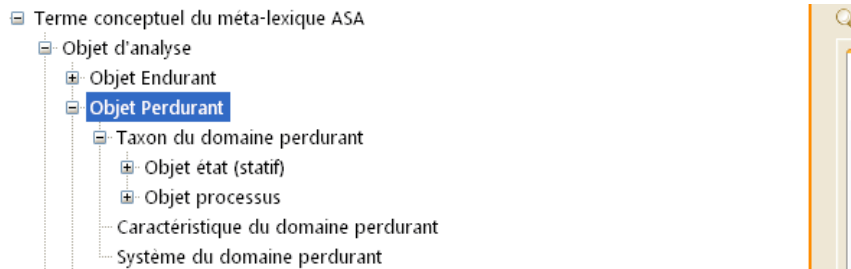 Terme conceptuel du méta-lexique ASA
Objet d'analyse
Objet Endurant
Objet Perdurant
Taxon du domaine perdurant
Objet état (statif)
Objet processus
Caractéristique du domaine perdurant
Système du domaine perdurant